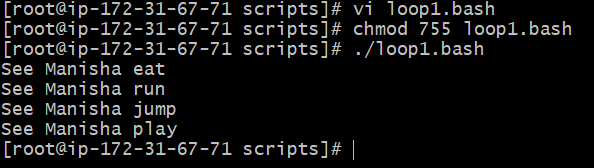 [root@ip-172-31-67-71 scripts]# vi loop1.bash
[root@ip-172-31-67-71 scripts]# chmod 755 loop1.bash
[root@ip-172-31-67-71 scripts]# ./loop1.bash
See Manisha eat
See Manisha run
See Manisha jump
See Manisha play
[root@ip-172-31-67-71 scripts]#